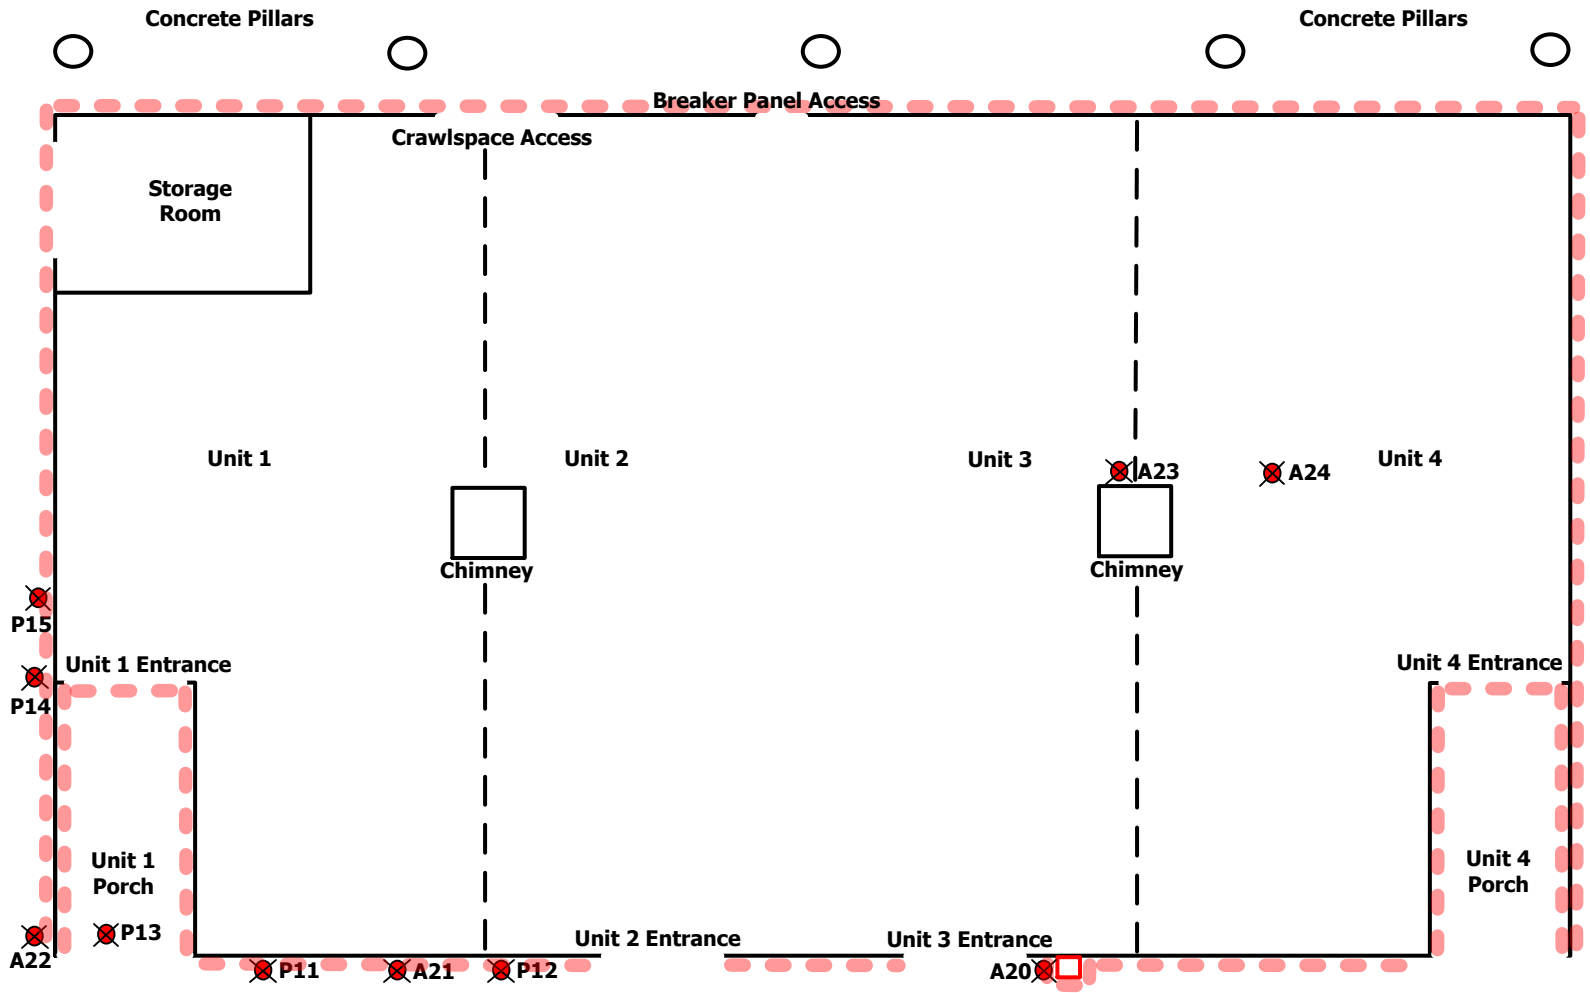 Concrete Pillars
Concrete Pillars
Breaker Panel Access
Crawlspace Access
Storage
Room
Unit 1
Unit 2
Unit 3
Unit 4
A23
A24
Chimney
Chimney
P15
Unit 1 Entrance
Unit 4 Entrance
P14
Unit 1
Porch
Unit 4
Porch
P13
A22
Unit 2 Entrance
Unit 3 Entrance
P11
A21
P12
A20